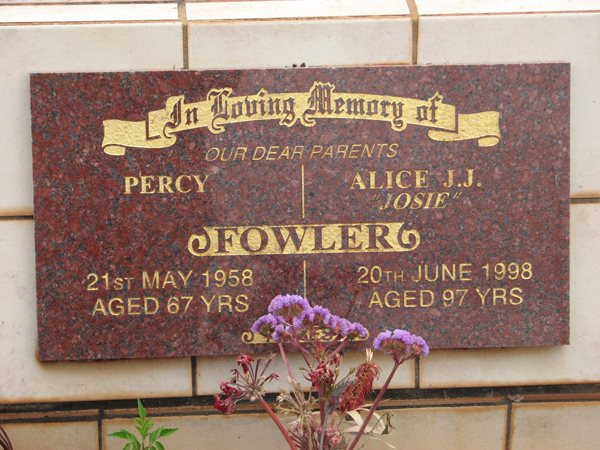 In Loving Memory of
OUR DEAR PARENTS
PERCY
ALICE J.J.
"JOSIE"
FOWLER
21ST MAY 1958
AGED 67 YRS
20TH JUNE 1998
AGED 97 YRS